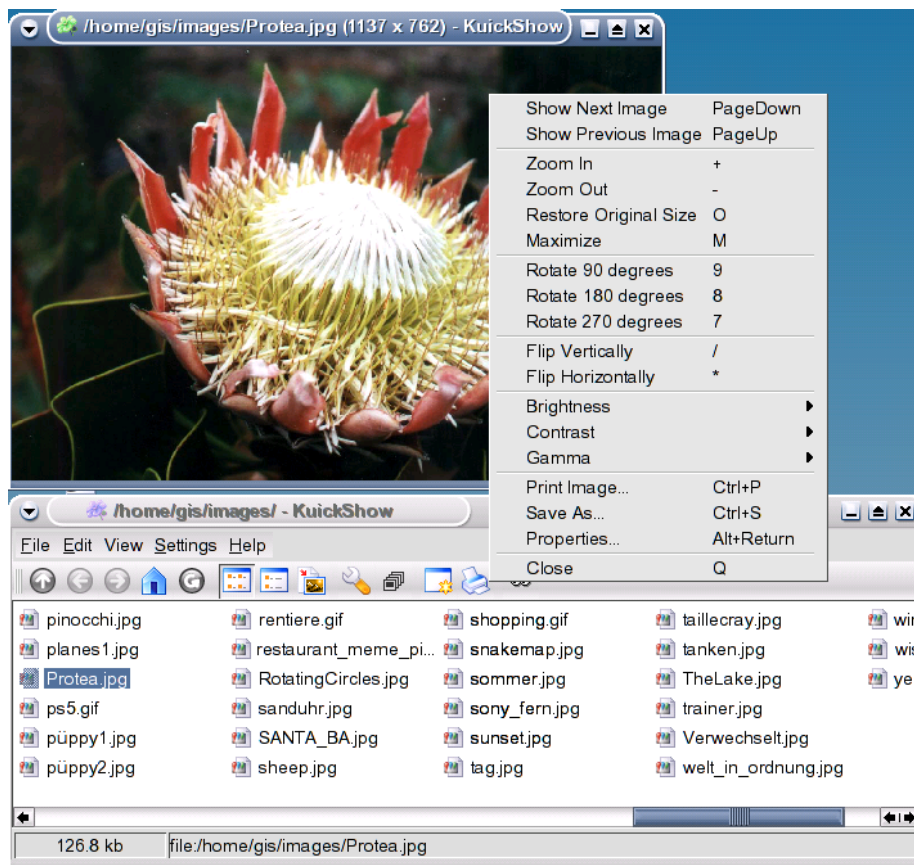 /home/gis/images/Protea.jpg (1137 x 762) - KuickShow
Show Next Image PageDown
Show Previous Image PageUp
Zoom In +
Zoom Out -
Restore Original Size O
Maximize M
Rotate 90 degrees 9
Rotate 180 degrees 8
Rotate 270 degrees 7
Flip Vertically /
Flip Horizontally *
Brightness
Contrast
Gamma
Print Image... Ctrl+P
Save As... Ctrl+S
Properties... Alt+Return
Close Q
/home/gis/images/ - KuickShow
File Edit View Settings Help
pinocchi.jpg rentiere.gif shopping.gif taillecray.jpg
planes1.jpg restaurant_meme_pi... snakemap.jpg tanken.jpg
Protea.jpg RotatingCircles.jpg sommer.jpg TheLake.jpg ye
ps5.gif sanduhr.jpg sony_fern.jpg trainer.jpg
püppy1.jpg SANTA_BA.jpg sunset.jpg Verwechselt.jpg
püppy2.jpg sheep.jpg tag.jpg welt_in_ordnung.jpg
126.8 kb file:/home/gis/images/Protea.jpg